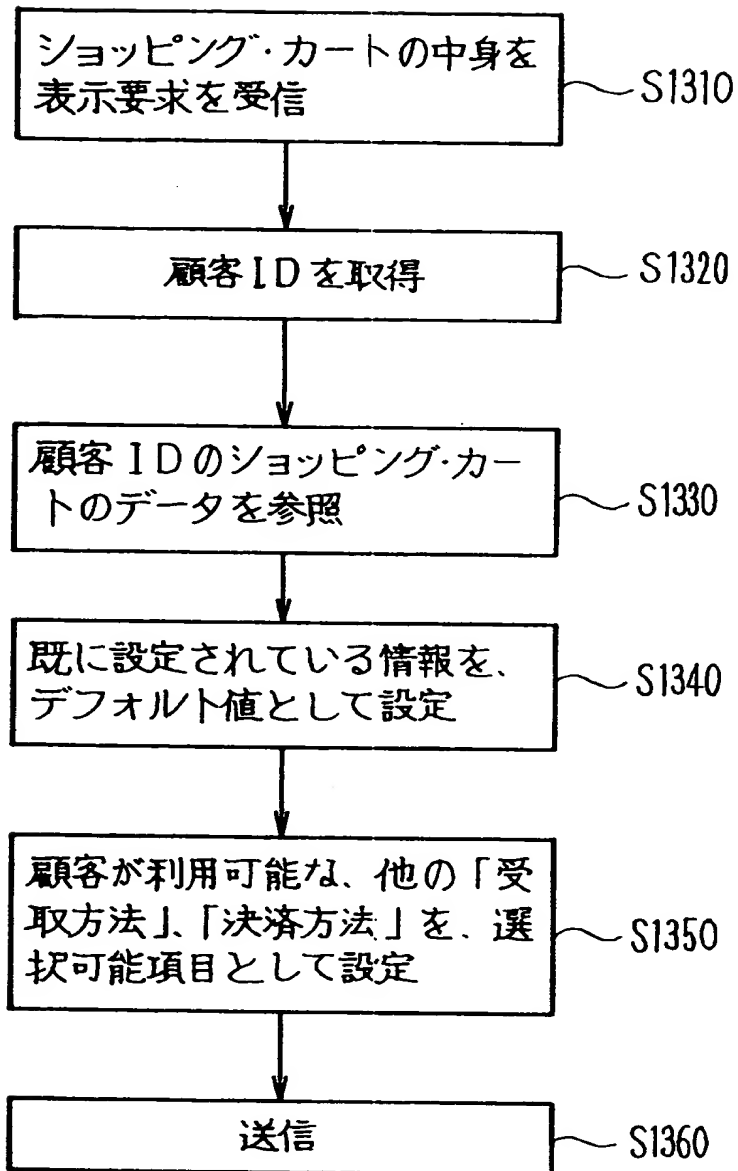 ショッピング・カートの中身を
表示要求を受信
S1310
顧客IDを取得
S1320
顧客IDのショッピング・カー
トのデータを参照
S1330
既に設定されている情報を、
デフォルト値として設定
S1340
顧客が利用可能な、他の「受
取方法」、「決済方法」を、選
択可能項目として設定
S1350
送信
S1360